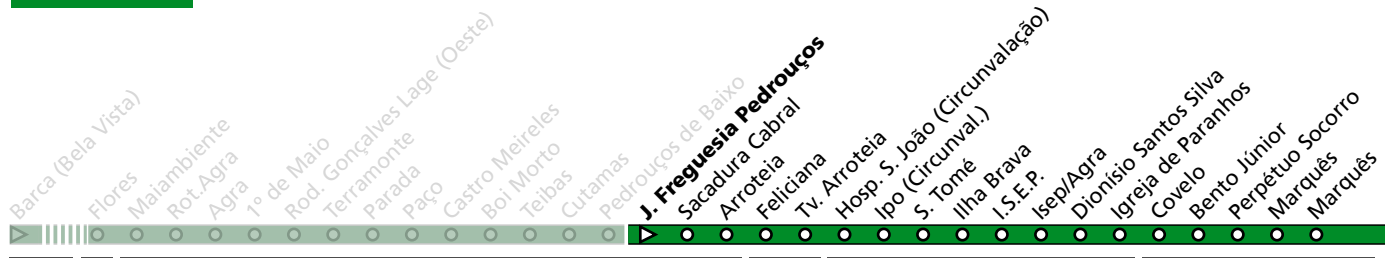 Barca (Bela Vista)
Flores
Maiambiente
Rot.Agra
Agra
1º de Maio
Rod. Gonçalves Lage (Oeste)
Terramonte
Parada
Paço
Castro Meireles
Boi Morto
Teibas
Cutamas
Pedrouços de Baixo
J. Freguesia Pedrouços
Sacadura Cabral
Arroteia
Feliciana
Tv. Arroteia
Hosp. S. João (Circunvalação)
Ipo (Circunval.)
S. Tomé
Ilha Brava
I.S.E.P.
Isep/Agra
Dionísio Santos Silva
Igreja de Paranhos
Covelo
Bento Júnior
Perpétuo Socorro
Marquês
Marquês